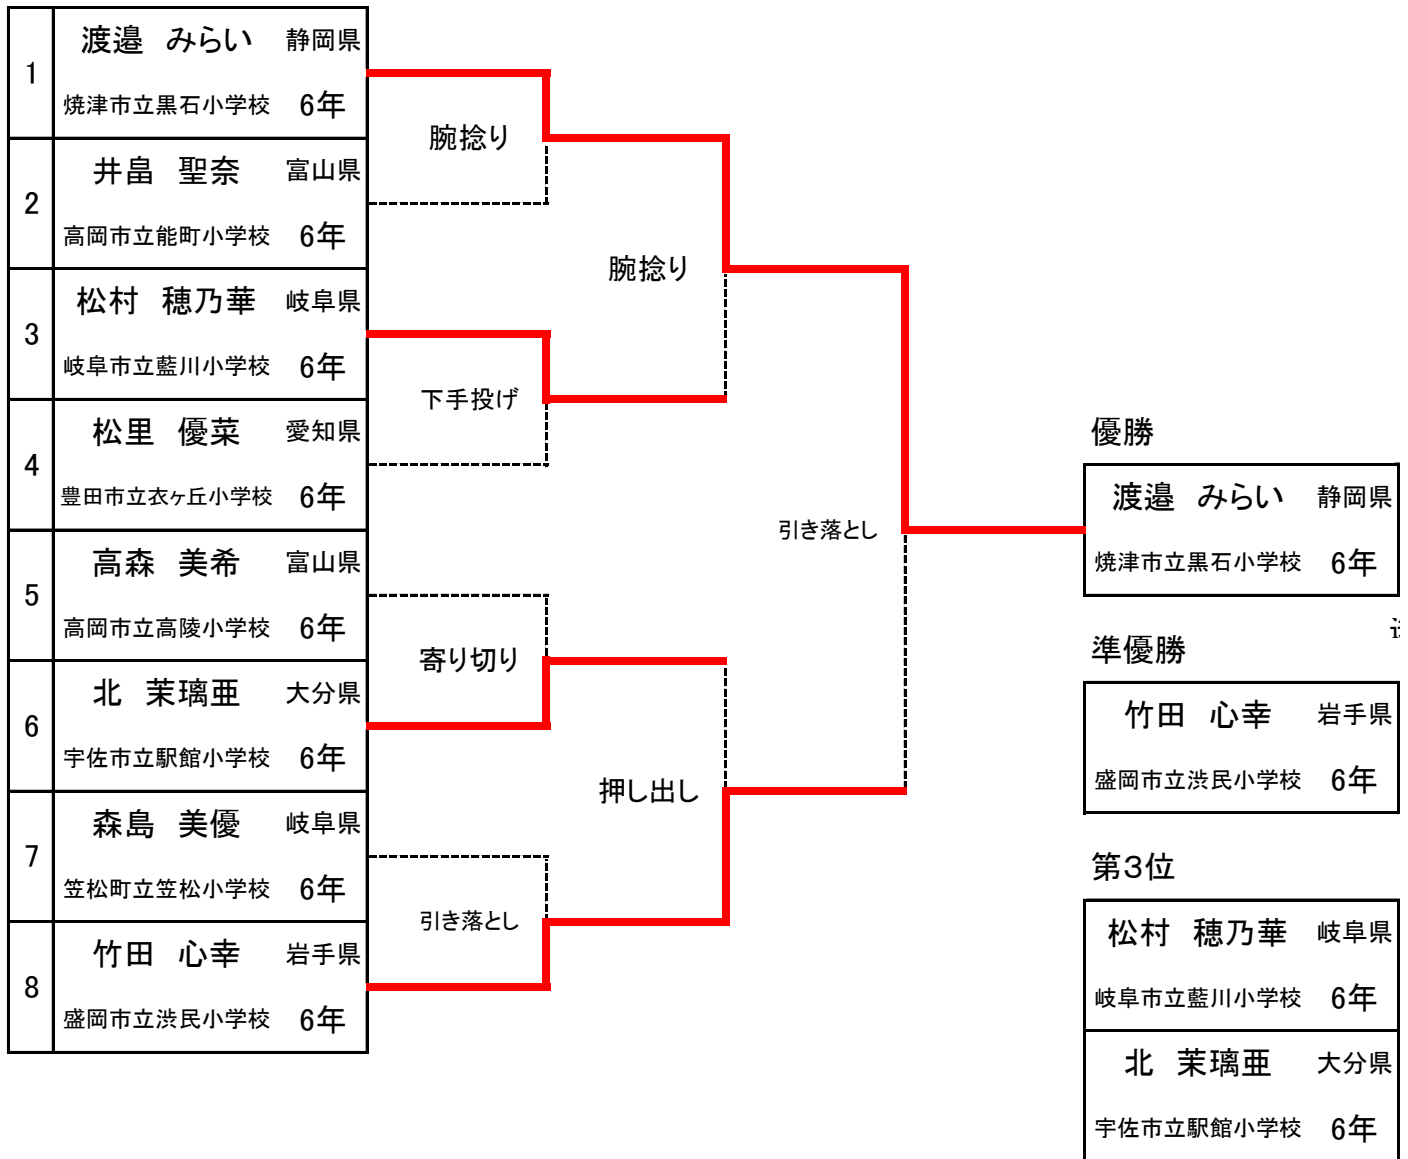 1
渡邉 みらい 静岡県
焼津市立黒石小学校 6年
2
井畠 聖奈 富山県
高岡市立能町小学校 6年
3
松村 穂乃華 岐阜県
岐阜市立藍川小学校 6年
4
松里 優菜 愛知県
豊田市立衣ヶ丘小学校 6年
5
高森 美希 富山県
高岡市立高陵小学校 6年
6
北 茉璃亜 大分県
宇佐市立駅館小学校 6年
7
森島 美優 岐阜県
笠松町立笠松小学校 6年
8
竹田 心幸 岩手県
盛岡市立渋民小学校 6年
腕捻り
下手投げ
寄り切り
引き落とし
腕捻り
押し出し
引き落とし
優勝
渡邉 みらい 静岡県
焼津市立黒石小学校 6年
準優勝
竹田 心幸 岩手県
盛岡市立渋民小学校 6年
第3位
松村 穂乃華 岐阜県
岐阜市立藍川小学校 6年
北 茉璃亜 大分県
宇佐市立駅館小学校 6年